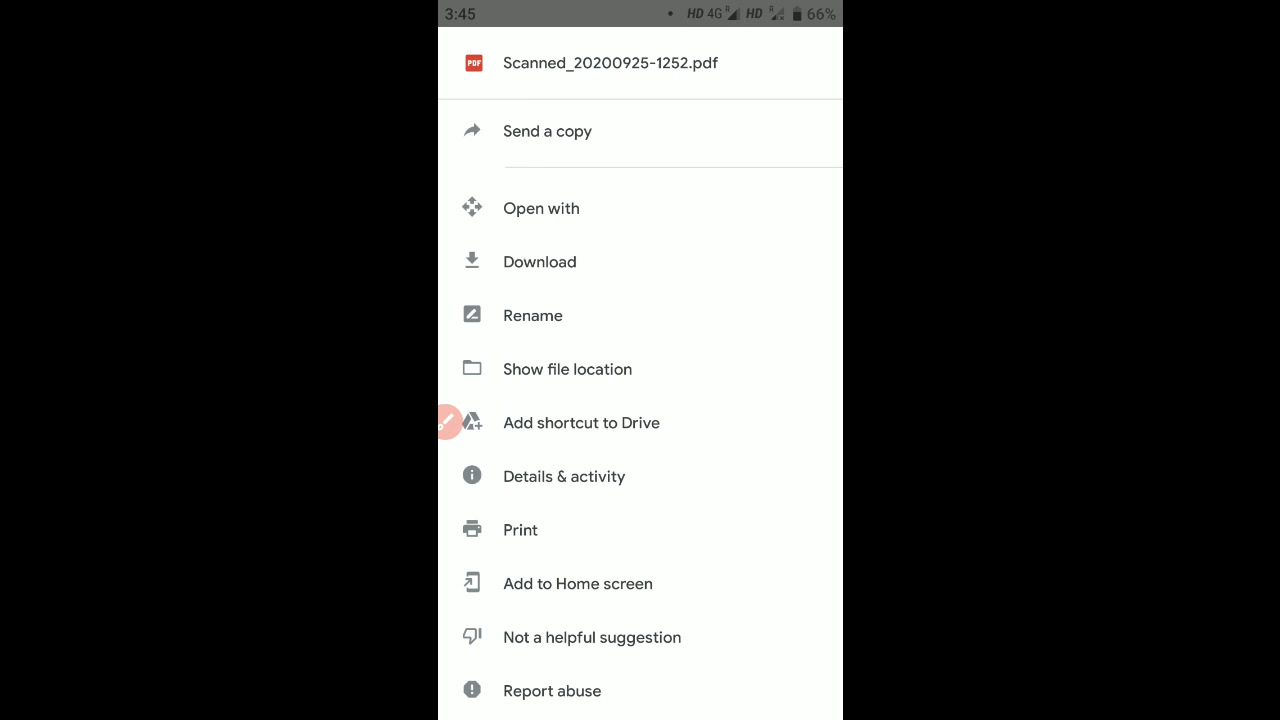 3:45
HD 4G R HD R 66%
PDF Scanned_20200925-1252.pdf
Send a copy
Open with
Download
Rename
Show file location
Add shortcut to Drive
Details & activity
Print
Add to Home screen
Not a helpful suggestion
Report abuse